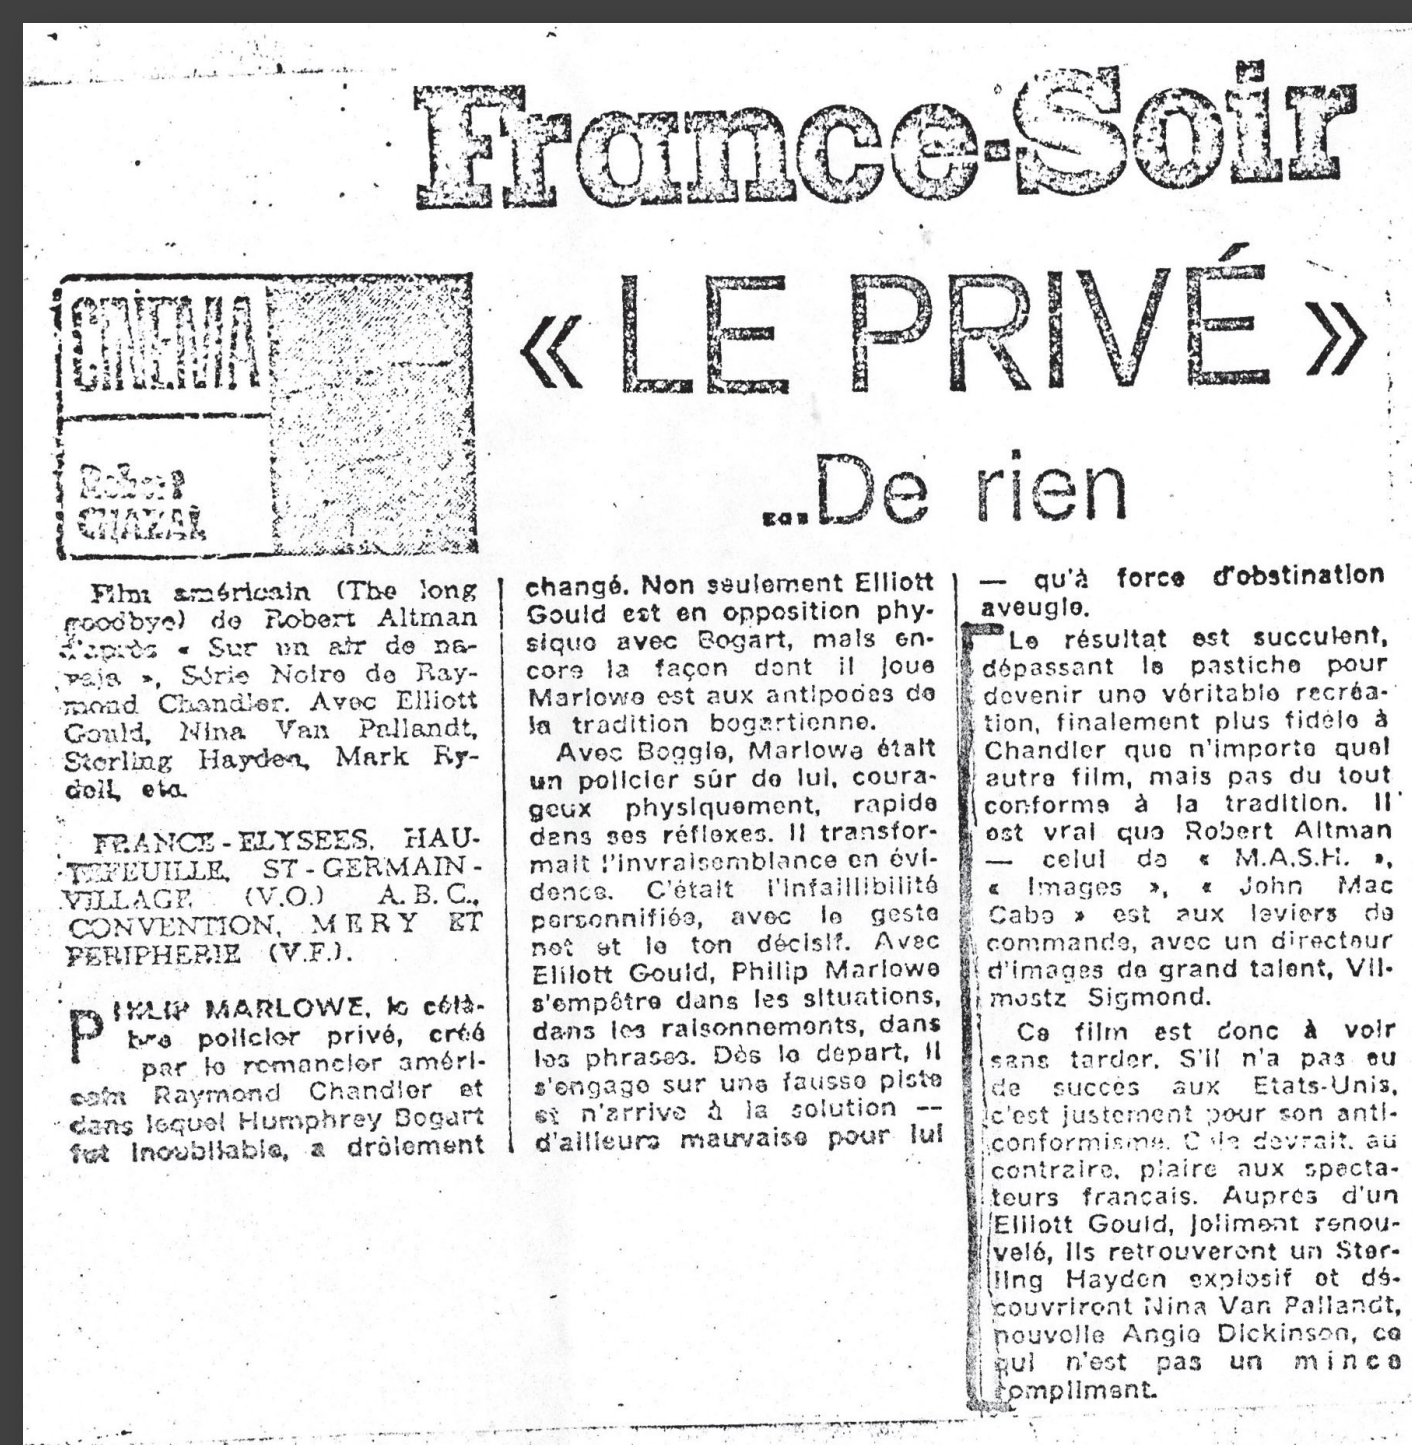 France-Soir
« LE PRIVÉ »
...De rien
CINÉMA
Robert
CHAZAL
Film américain (The long
goodbye) de Robert Altman
d'après « Sur un air de na-
vaja », Série Noire de Ray-
mond Chandler. Avec Elliott
Gould, Nina Van Pallandt,
Sterling Hayden, Mark Ry-
dell, etc.
FRANCE-ELYSEES, HAU-
TEFEUILLE, ST-GERMAIN-
VILLAGE (V.O.) A.B.C.,
CONVENTION, MERY ET
PERIPHERIE (V.F.).
PHILIP MARLOWE, le célè-
bre policier privé, créé
par le romancier améri-
cain Raymond Chandler et
dans lequel Humphrey Bogart
fut inoubliable, a drôlement
changé. Non seulement Elliott
Gould est en opposition phy-
sique avec Bogart, mais en-
core la façon dont il joue
Marlowe est aux antipodes de
la tradition bogartienne.
Avec Boggie, Marlowe était
un policier sûr de lui, coura-
geux physiquement, rapide
dans ses réflexes. Il transfor-
mait l'invraisemblance en évi-
dence. C'était l'infaillibilité
personnifiée, avec le geste
net et le ton décisif. Avec
Elliott Gould, Philip Marlowe
s'empêtre dans les situations,
dans les raisonnements, dans
les phrases. Dès le départ, il
s'engage sur une fausse piste
et n'arrive à la solution —
d'ailleurs mauvaise pour lui
— qu'à force d'obstination
aveugle.
Le résultat est succulent,
dépassant le pastiche pour
devenir une véritable recréa-
tion, finalement plus fidèle à
Chandler que n'importe quel
autre film, mais pas du tout
conforme à la tradition. Il
est vrai que Robert Altman
— celui de « M.A.S.H. »,
« Images », « John Mac
Cabe » est aux leviers de
commande, avec un directeur
d'images de grand talent, Vil-
mostz Sigmond.
Ce film est donc à voir
sans tarder. S'il n'a pas eu
de succès aux Etats-Unis,
c'est justement pour son anti-
conformisme. Cela devrait, au
contraire, plaire aux specta-
teurs français. Auprès d'un
Elliott Gould, joliment renou-
velé, ils retrouveront un Ster-
ling Hayden explosif et dé-
couvriront Nina Van Pallandt,
nouvelle Angie Dickinson, ce
qui n'est pas un mince
compliment.